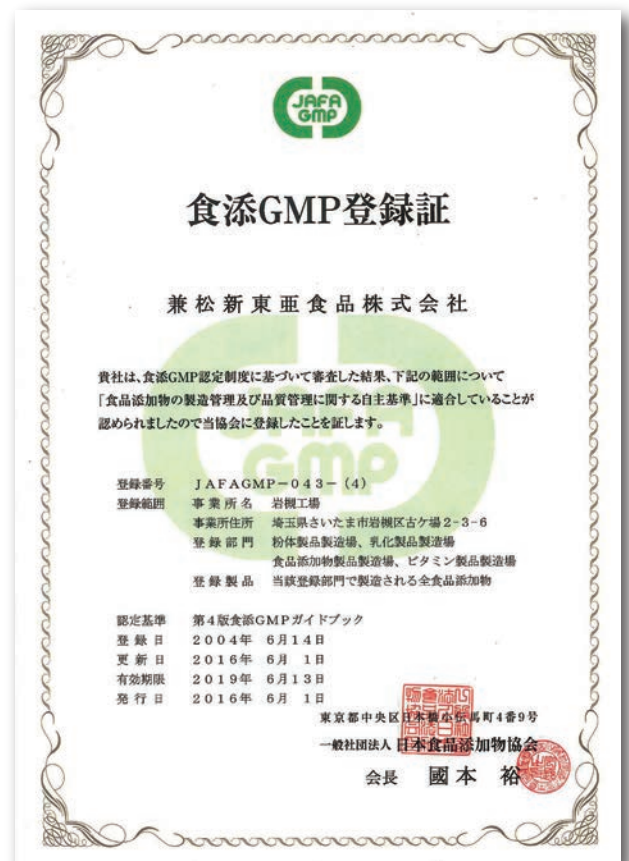 JAFA
GMP
食添GMP登録証
兼松新東亜食品株式会社
貴社は、食添GMP認定制度に基づいて審査した結果、下記の範囲について
「食品添加物の製造管理及び品質管理に関する自主基準」に適合していることが
認められましたので当協会に登録したことを証します。
JAFA
GMP
登録番号 JAFAGMP-043-(4)
登録範囲 事業所名 岩槻工場
事業所住所 埼玉県さいたま市岩槻区古ケ場2-3-6
登録部門 粉体製品製造場、乳化製品製造場
食品添加物製品製造場、ビタミン製品製造場
登録製品 当該登録部門で製造される全食品添加物
認定基準 第4版食添GMPガイドブック
登録日 2004年 6月14日
更新日 2016年 6月 1日
有効期限 2019年 6月13日
発行日 2016年 6月 1日
東京都中央区日本橋小伝馬町4番9号
一般社団法人 日本食品添加物協会
会長 國本 裕